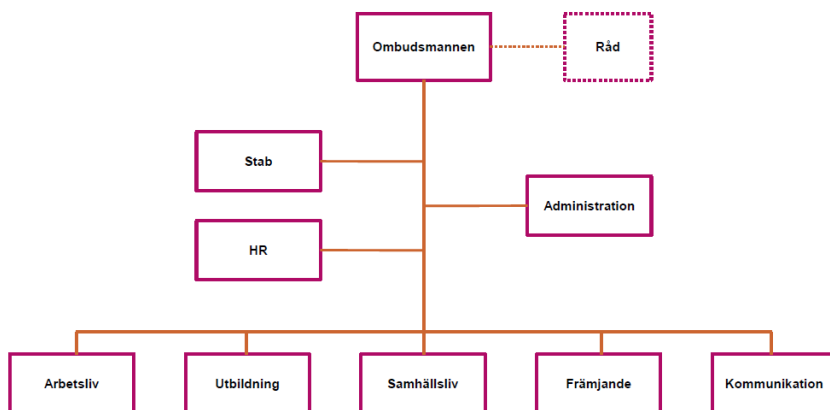 Ombudsmannen
Råd
Stab
Administration
HR
Arbetsliv
Utbildning
Samhällsliv
Främjande
Kommunikation